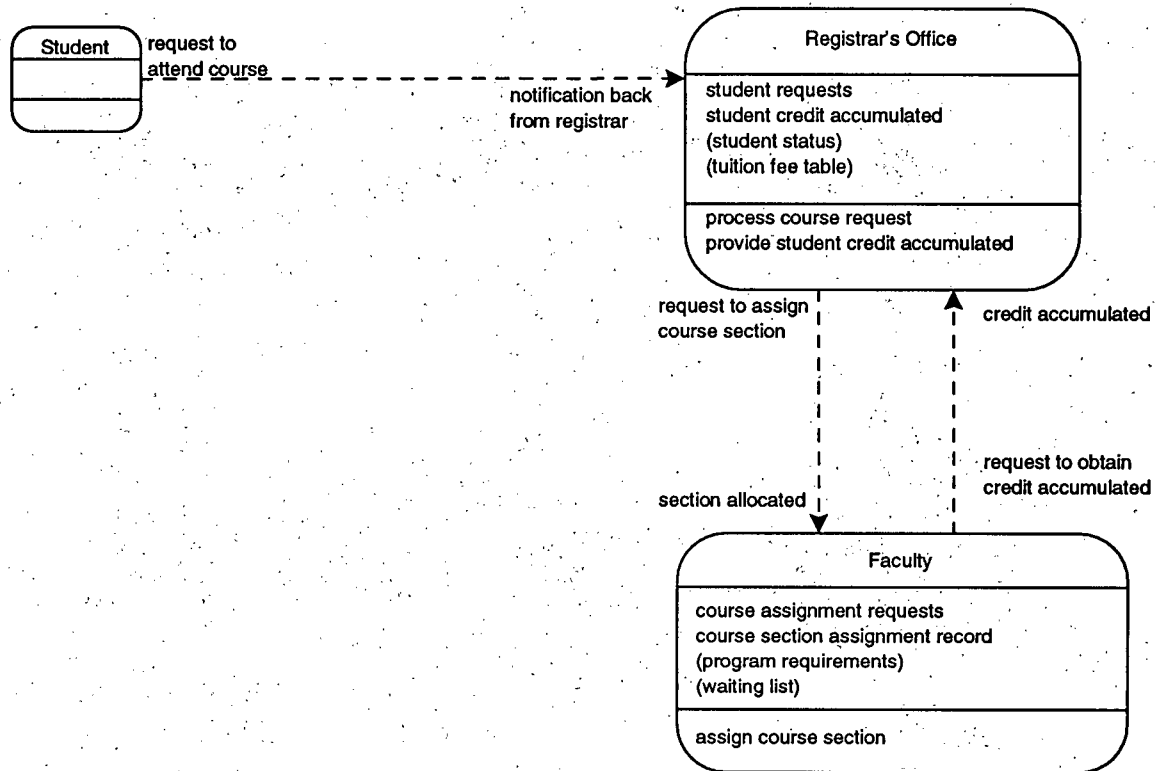 Student
request to
attend course
notification back
from registrar
Registrar's Office
student requests
student credit accumulated
(student status)
(tuition fee table)
process course request
provide student credit accumulated
request to assign
course section
credit accumulated
section allocated
request to obtain
credit accumulated
Faculty
course assignment requests
course section assignment record
(program requirements)
(waiting list)
assign course section